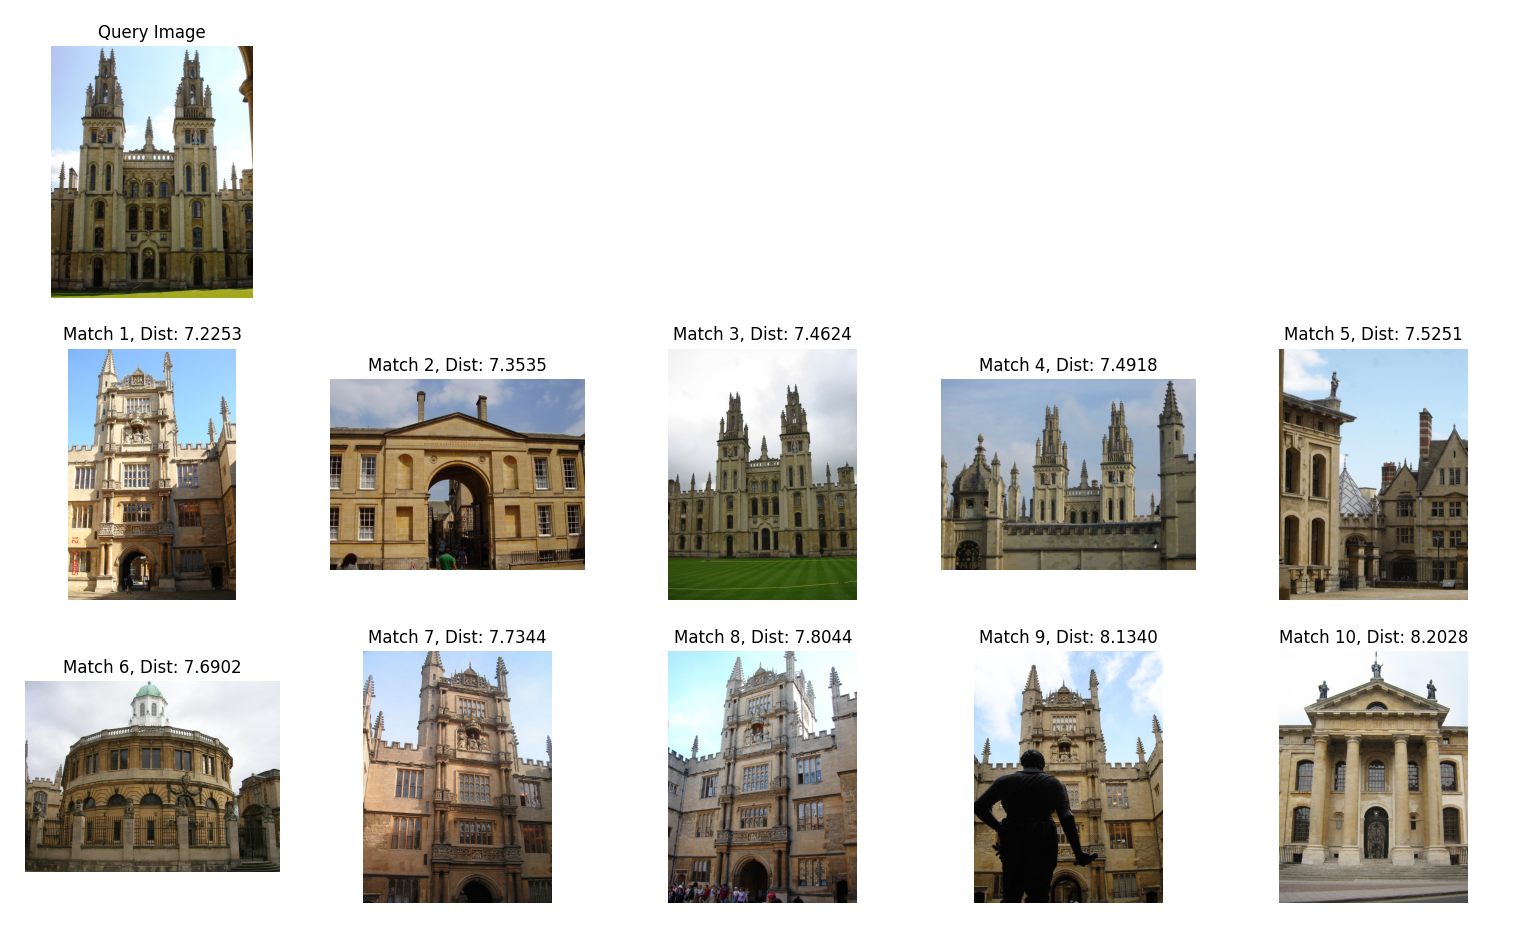 Query Image
Match 1, Dist: 7.2253
Match 2, Dist: 7.3535
Match 3, Dist: 7.4624
Match 4, Dist: 7.4918
Match 5, Dist: 7.5251
Match 6, Dist: 7.6902
Match 7, Dist: 7.7344
Match 8, Dist: 7.8044
Match 9, Dist: 8.1340
Match 10, Dist: 8.2028